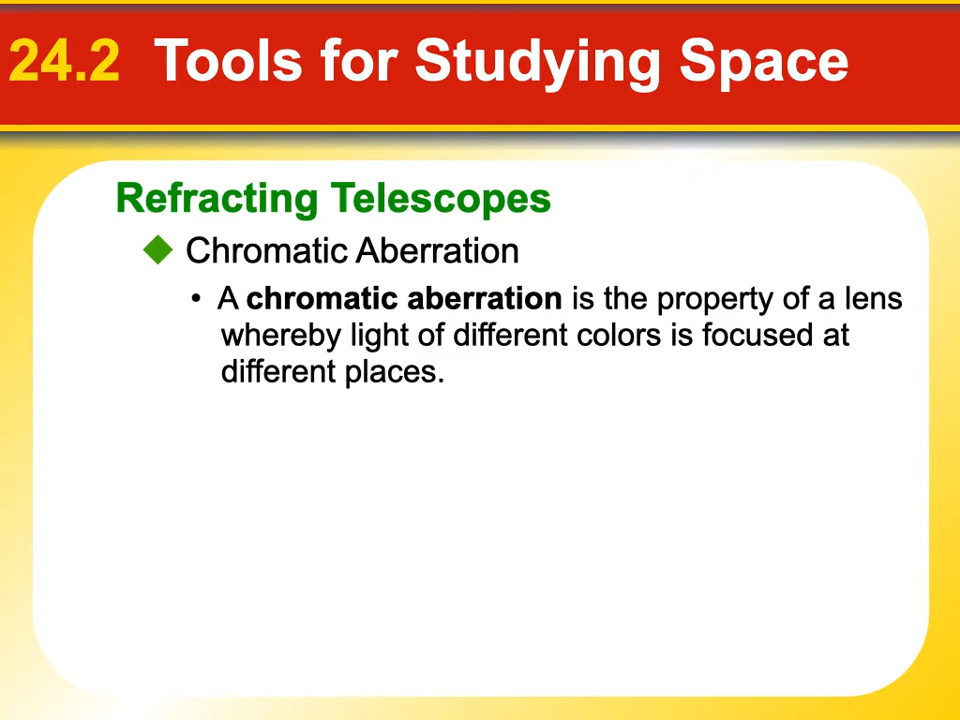 24.2 Tools for Studying Space
Refracting Telescopes
◆ Chromatic Aberration
• A chromatic aberration is the property of a lens
whereby light of different colors is focused at
different places.